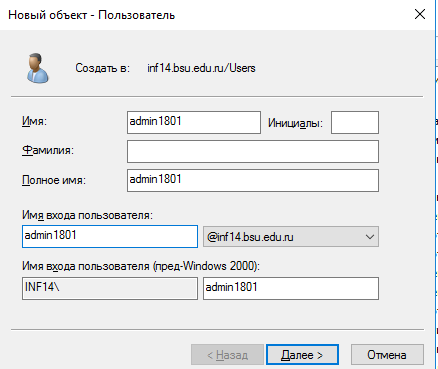 Новый объект - Пользователь
Создать в: inf14.bsu.edu.ru/Users
Имя: admin1801 Инициалы:
Фамилия:
Полное имя: admin1801
Имя входа пользователя:
admin1801 @inf14.bsu.edu.ru
Имя входа пользователя (пред-Windows 2000):
INF14\ admin1801
< Назад Далее > Отмена